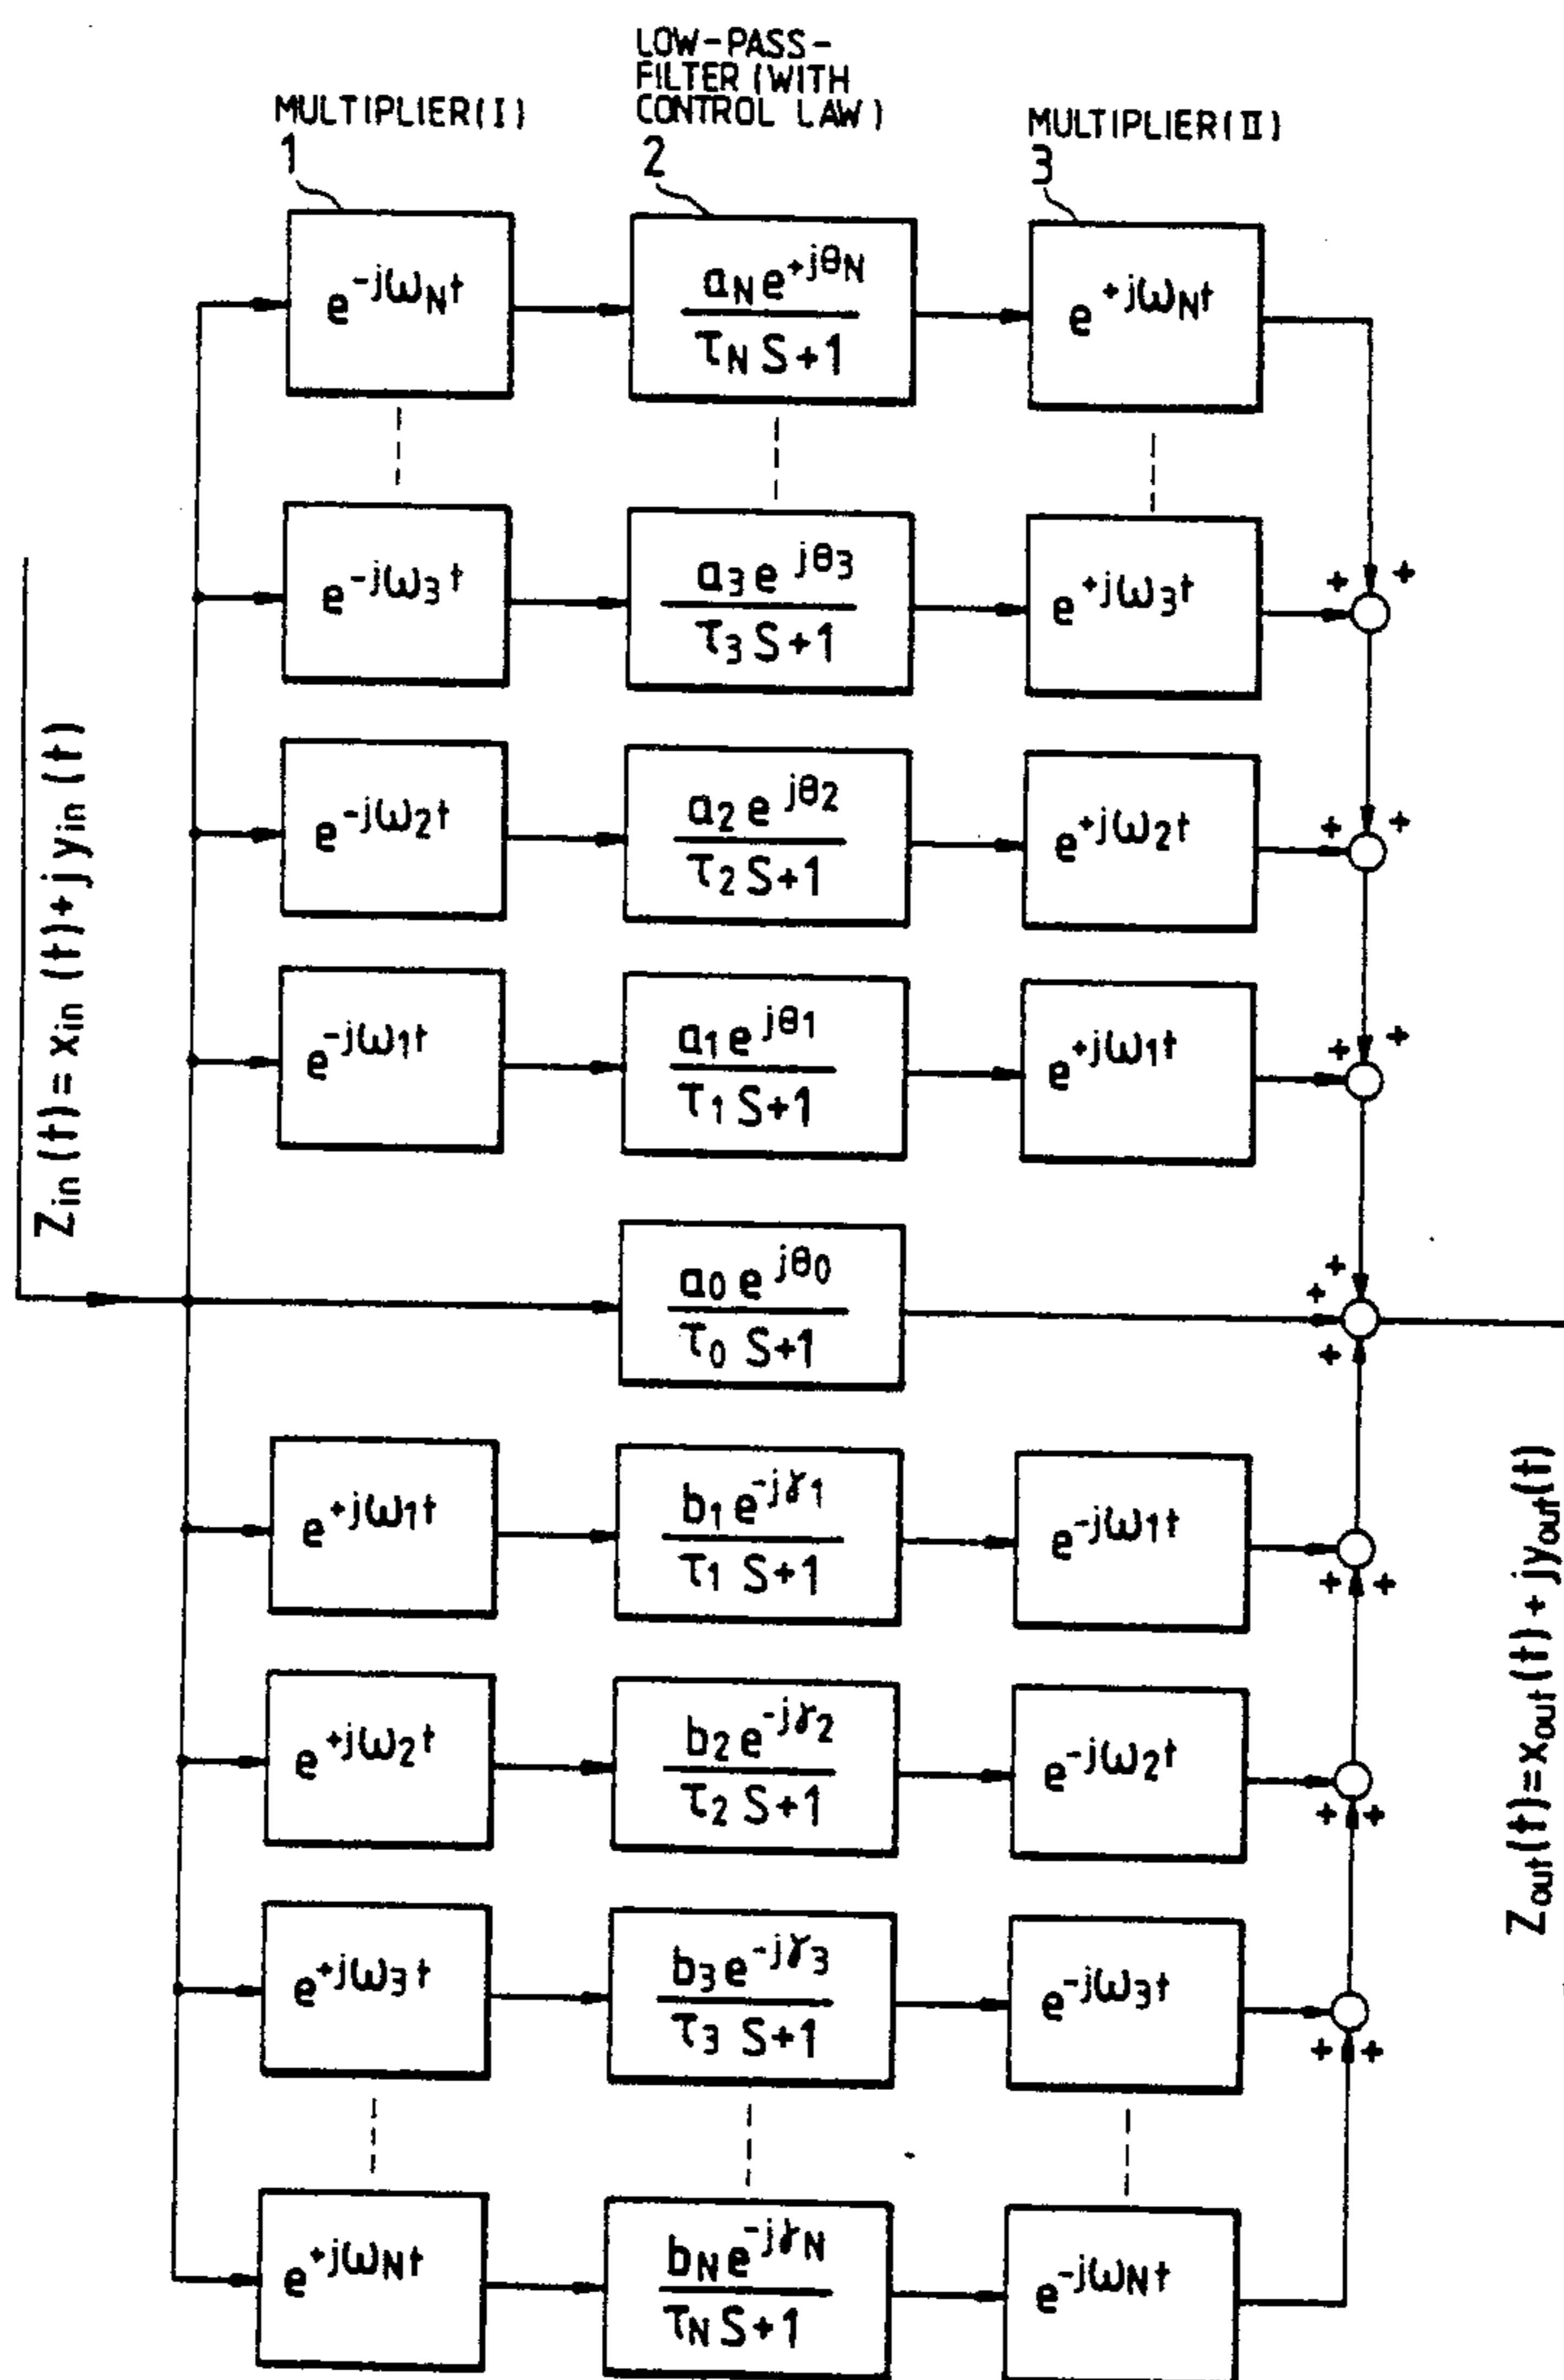 LOW-PASS-
FILTER (WITH
CONTROL LAW)
MULTIPLIER(I)
MULTIPLIER(II)
1
2
3
e^{-jω_N t}
a_N e^{+jθ_N}
τ_N S+1
e^{+jω_N t}
e^{-jω_3 t}
a_3 e^{jθ_3}
τ_3 S+1
e^{+jω_3 t}
+ +
e^{-jω_2 t}
a_2 e^{jθ_2}
τ_2 S+1
e^{+jω_2 t}
+ +
e^{-jω_1 t}
a_1 e^{jθ_1}
τ_1 S+1
e^{+jω_1 t}
+ +
Z_in (t) = x_in (t) + j y_in (t)
a_0 e^{jθ_0}
τ_0 S+1
+
+
+
e^{+jω_1 t}
b_1 e^{-jγ_1}
τ_1 S+1
e^{-jω_1 t}
+ +
e^{+jω_2 t}
b_2 e^{-jγ_2}
τ_2 S+1
e^{-jω_2 t}
+ +
e^{+jω_3 t}
b_3 e^{-jγ_3}
τ_3 S+1
e^{-jω_3 t}
+ +
e^{+jω_N t}
b_N e^{-jγ_N}
τ_N S+1
e^{-jω_N t}
Z_out (t) = x_out (t) + j y_out (t)